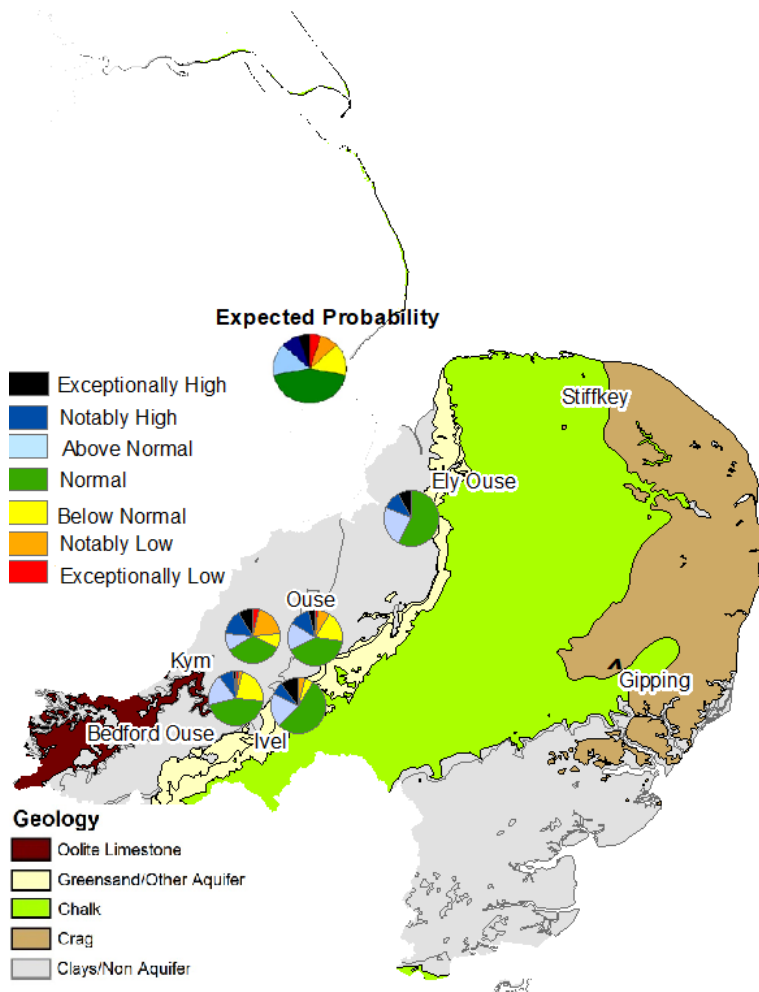 Expected Probability
Exceptionally High
Notably High
Above Normal
Normal
Below Normal
Notably Low
Exceptionally Low
Stiffkey
Ely Ouse
Ouse
Kym
Gipping
Bedford Ouse
Ivel
Geology
Oolite Limestone
Greensand/Other Aquifer
Chalk
Crag
Clays/Non Aquifer